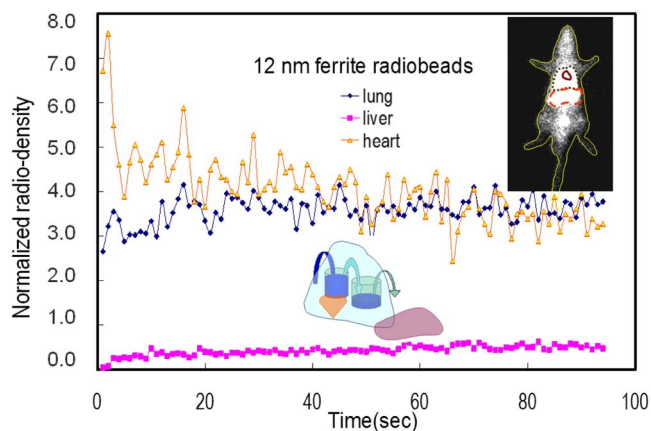 Normalized radio-density
8.0
7.0
6.0
5.0
4.0
3.0
2.0
1.0
0.0
12 nm ferrite radiobeads
lung
liver
heart
0
20
40
60
80
100
Time(sec)